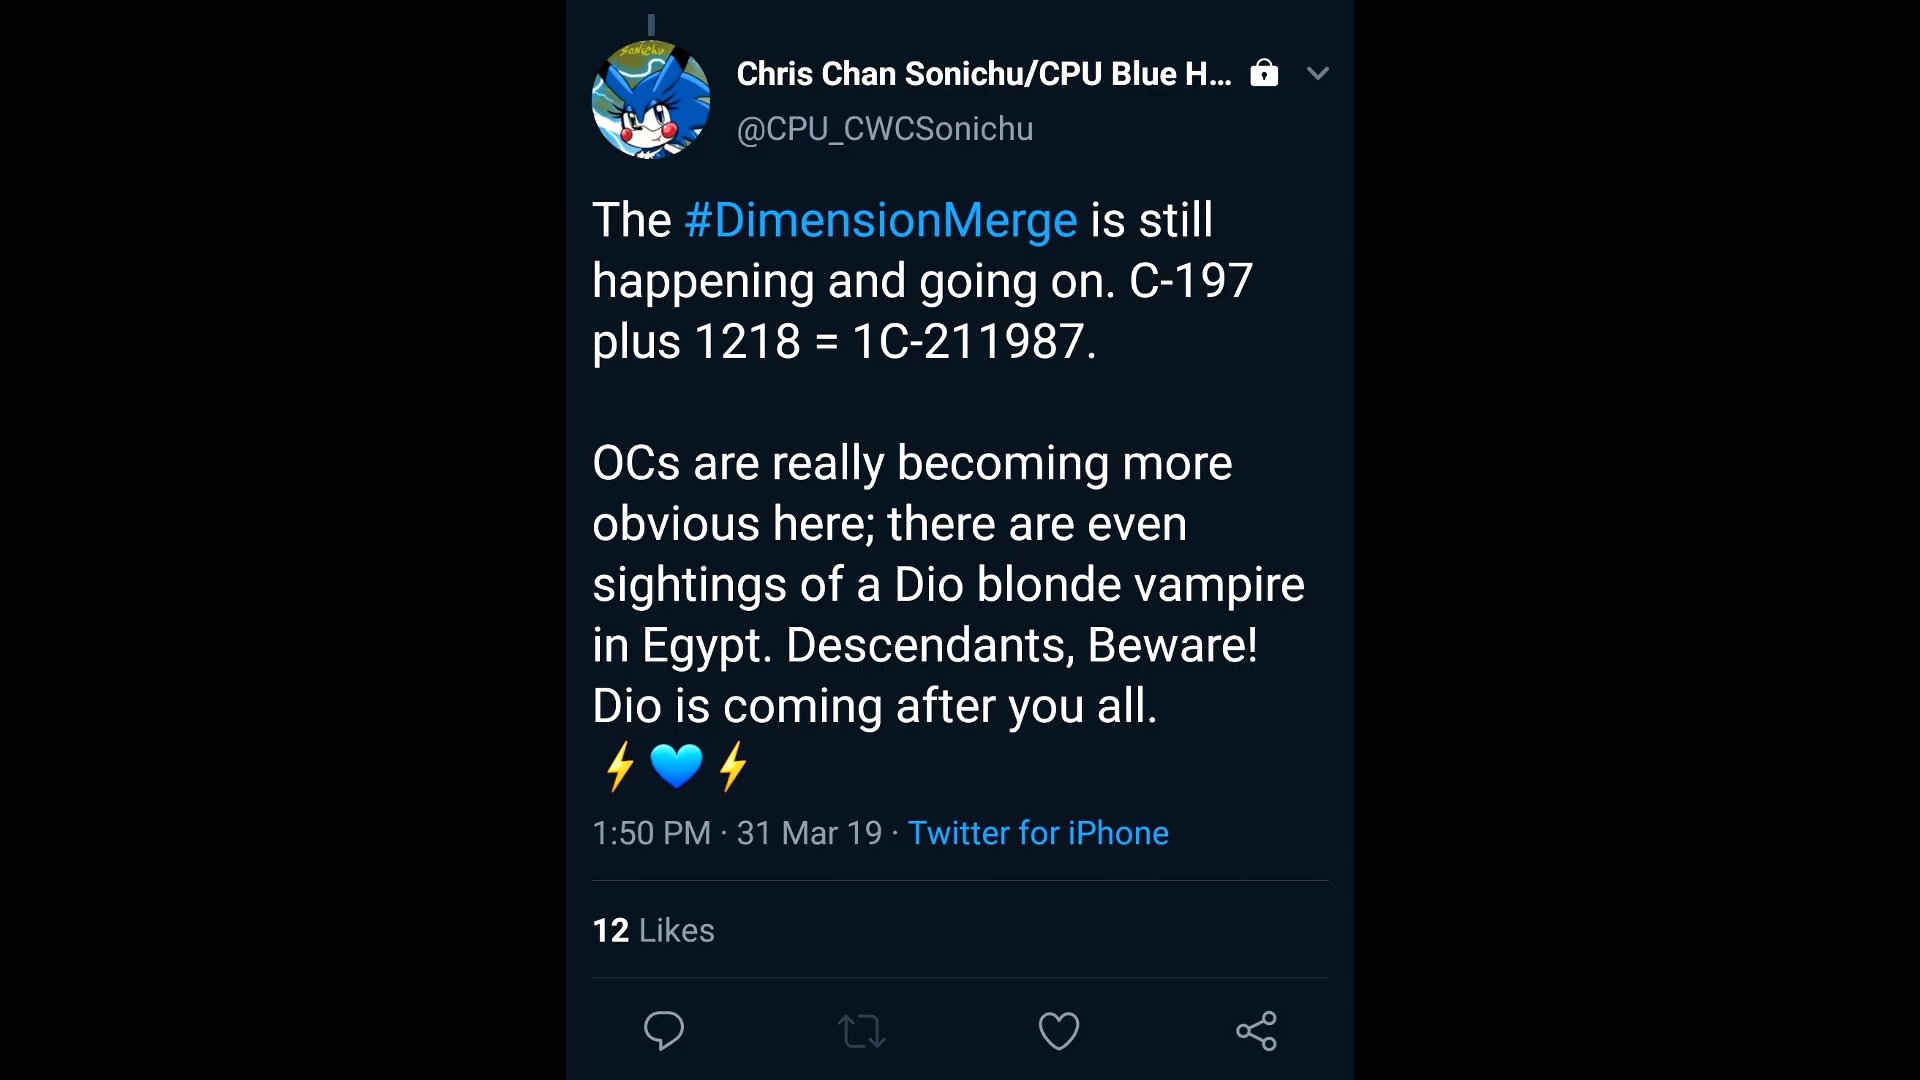 SONICHU
Chris Chan Sonichu/CPU Blue H...
@CPU_CWCSonichu
The #DimensionMerge is still
happening and going on. C-197
plus 1218 = 1C-211987.
OCs are really becoming more
obvious here; there are even
sightings of a Dio blonde vampire
in Egypt. Descendants, Beware!
Dio is coming after you all.
⚡💙⚡
1:50 PM · 31 Mar 19 · Twitter for iPhone
12 Likes